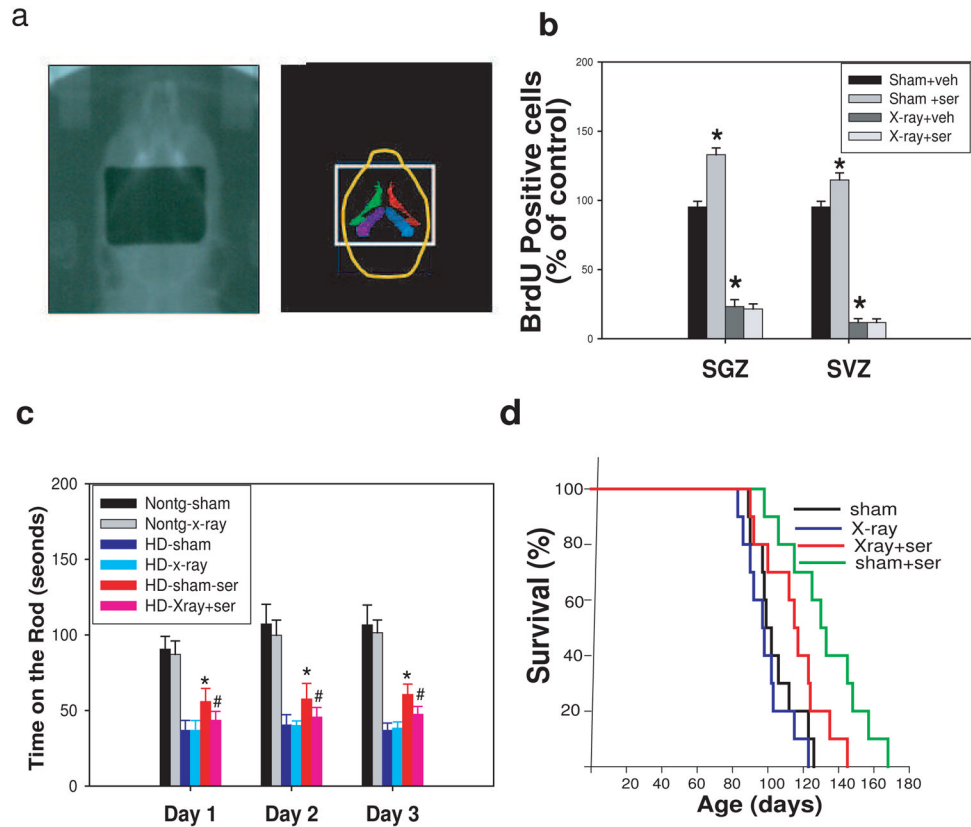 a
b
BrdU Positive cells
(% of control)
200
150
100
50
0
Sham+veh
Sham +ser
X-ray+veh
X-ray+ser
*
*
*
*
SGZ
SVZ
c
Time on the Rod (seonds)
200
150
100
50
0
Nontg-sham
Nontg-x-ray
HD-sham
HD-x-ray
HD-sham-ser
HD-Xray+ser
*
#
*
#
*
#
Day 1
Day 2
Day 3
d
Survival (%)
100
80
60
40
20
sham
X-ray
Xray+ser
sham+ser
20 40 60 80 100 120 140 160 180
Age (days)